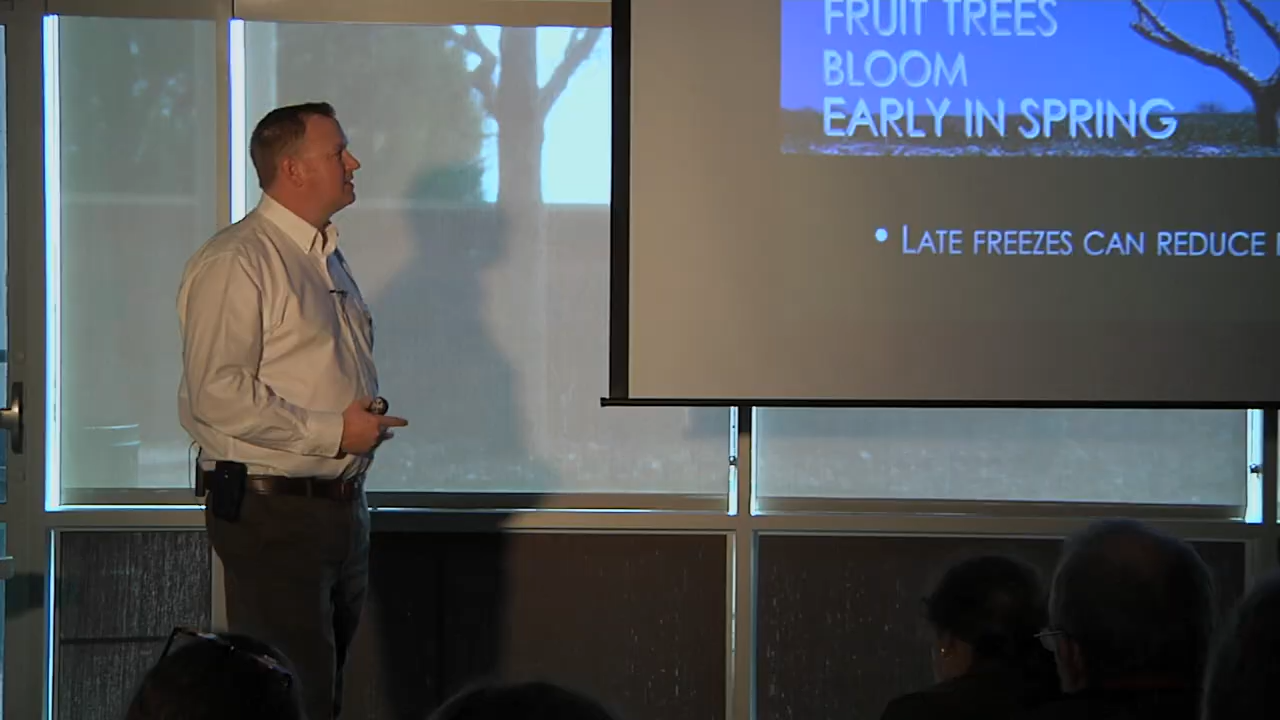 FRUIT TREES
BLOOM
EARLY IN SPRING
• LATE FREEZES CAN REDUCE